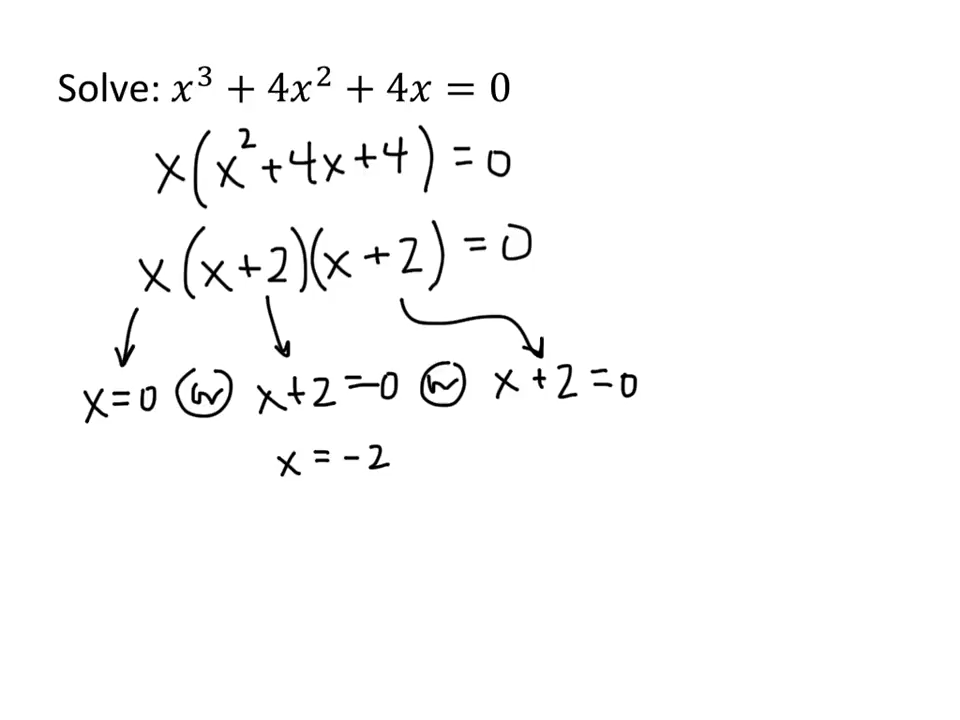 Solve: x³ + 4x² + 4x = 0
x(x²+4x+4) = 0
x(x+2)(x+2) = 0
x=0 or x+2=0 or x+2=0
x = -2